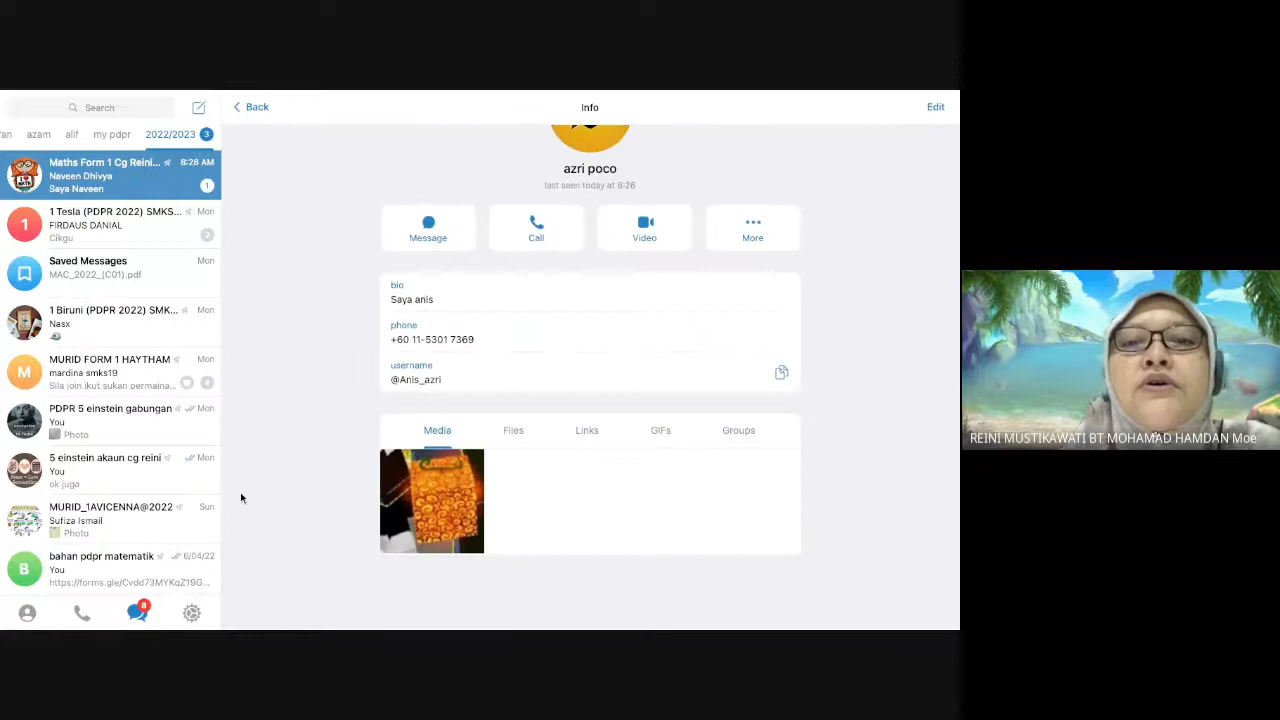 Search
an azam alif my pdpr 2022/2023 3
Maths Form 1 Cg Reini... 8:26 AM
Naveen Dhivya
Saya Naveen 1
1 Tesla (PDPR 2022) SMKS... Mon
FIRDAUS DANIAL
Cikgu 2
Saved Messages Mon
MAC_2022_(C01).pdf
1 Biruni (PDPR 2022) SMK... Mon
Nasx
MURID FORM 1 HAYTHAM Mon
mardina smks19
Sila join ikut sukan permaina... 4
PDPR 5 einstein gabungan Mon
You
Photo
5 einstein akaun cg reini Mon
You
ok juga
MURID_1AVICENNA@2022 Sun
Sufiza Ismail
Photo
bahan pdpr matematik 6/04/22
You
https://forms.gle/Cvdd73MYKqZ19G...
8
Back Info Edit
azri poco
last seen today at 8:26
Message Call Video More
bio
Saya anis
phone
+60 11-5301 7369
username
@Anis_azri
Media Files Links GIFs Groups
REINI MUSTIKAWATI BT MOHAMAD HAMDAN Moe